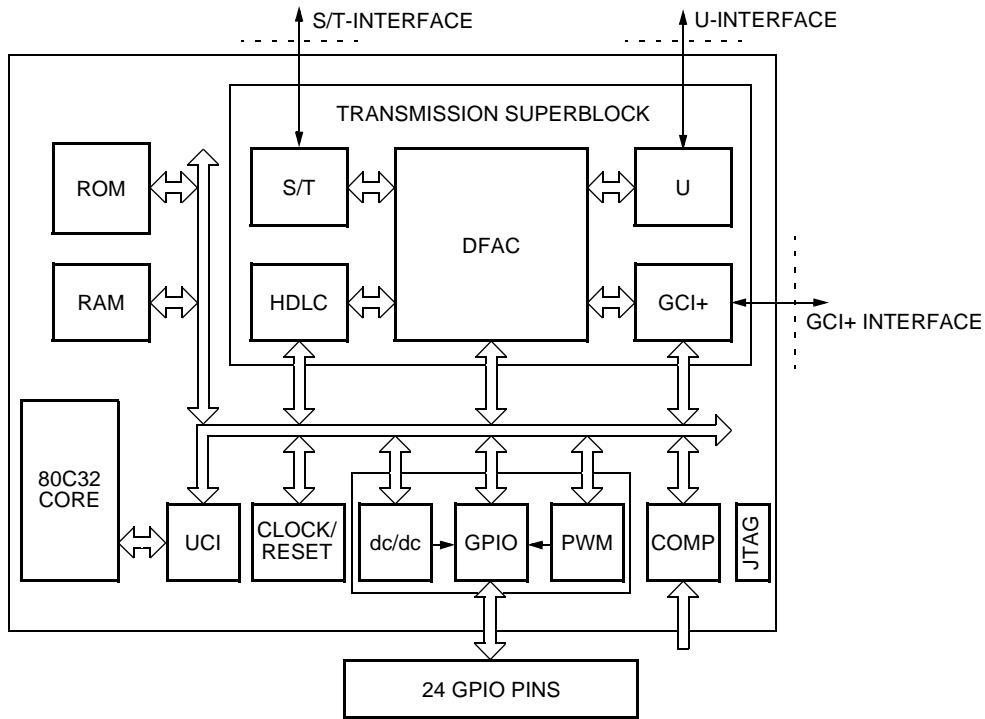 S/T-INTERFACE
U-INTERFACE
TRANSMISSION SUPERBLOCK
ROM
S/T
DFAC
U
RAM
HDLC
GCI+
GCI+ INTERFACE
80C32
CORE
UCI
CLOCK/
RESET
dc/dc
GPIO
PWM
COMP
JTAG
24 GPIO PINS